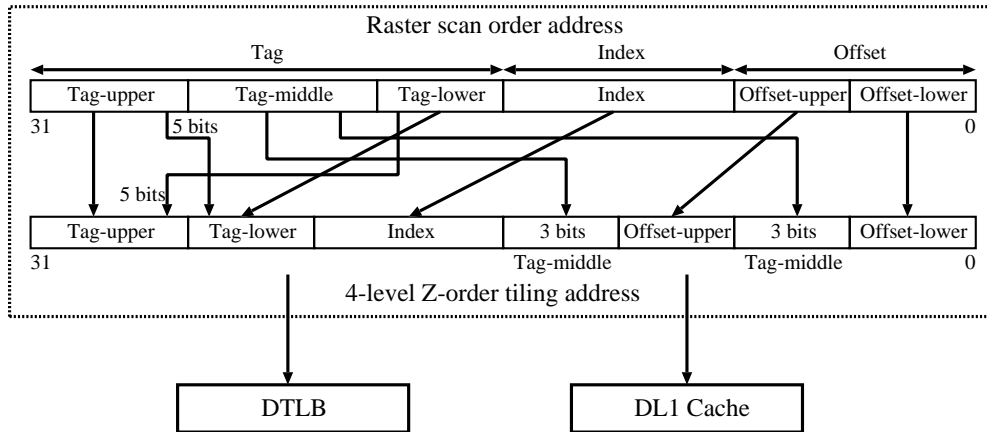 Raster scan order address
Tag Index Offset
Tag-upper Tag-middle Tag-lower Index Offset-upper Offset-lower
31 5 bits 0
5 bits
Tag-upper Tag-lower Index 3 bits Offset-upper 3 bits Offset-lower
31 Tag-middle Tag-middle 0
4-level Z-order tiling address
DTLB DL1 Cache